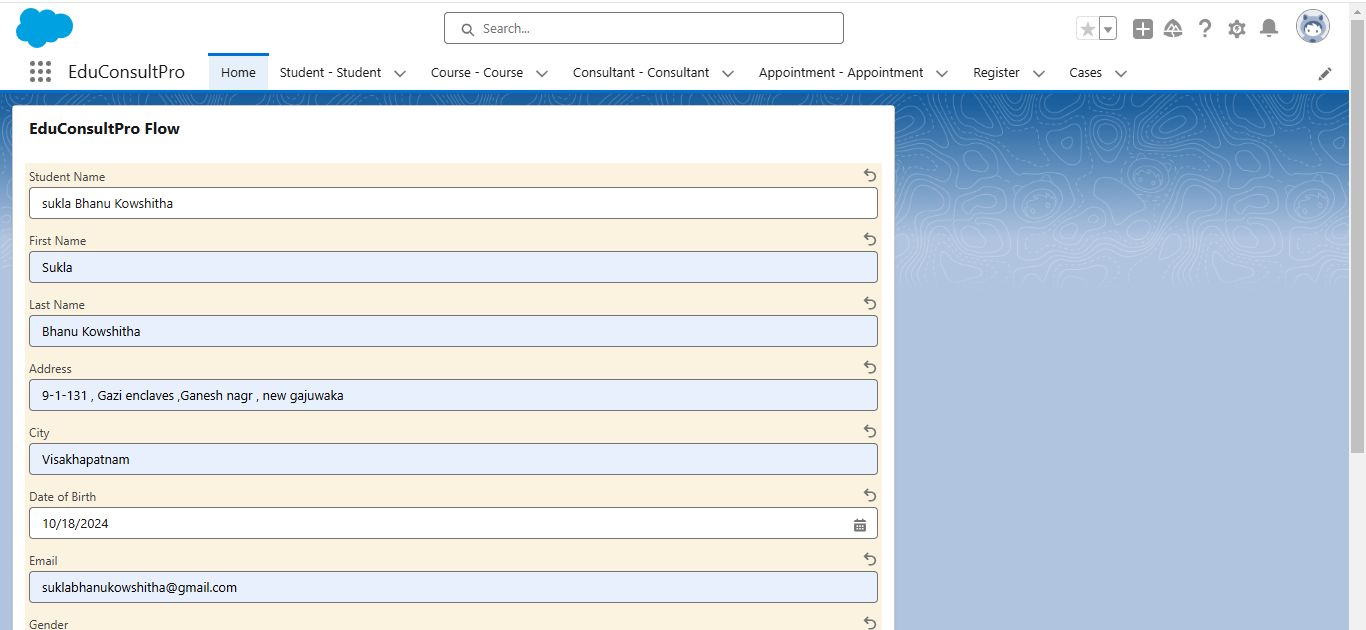 Search...
EduConsultPro Home Student - Student Course - Course Consultant - Consultant Appointment - Appointment Register Cases
EduConsultPro Flow
Student Name
sukla Bhanu Kowshitha
First Name
Sukla
Last Name
Bhanu Kowshitha
Address
9-1-131 , Gazi enclaves ,Ganesh nagr , new gajuwaka
City
Visakhapatnam
Date of Birth
10/18/2024
Email
suklabhanukowshitha@gmail.com
Gender